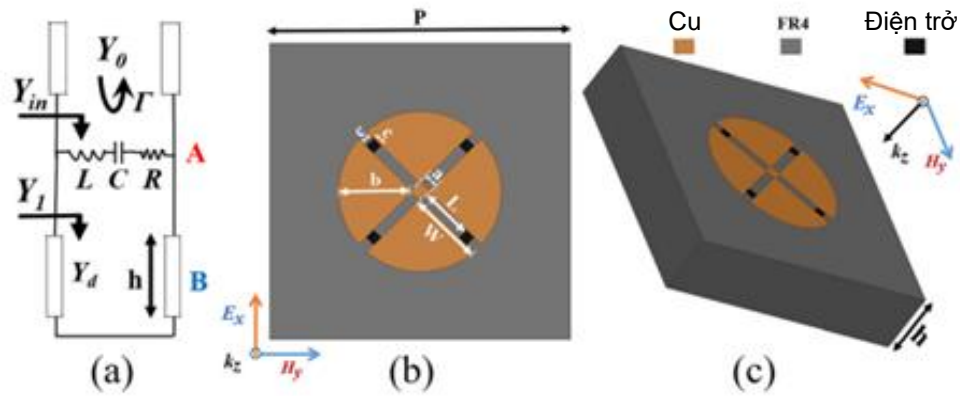 Y0
Yin
Γ
A
L C R
Y1
Yd
h
B
(a)
P
c
e
b
a
L
W
Ex
kz
Hy
(b)
Cu
FR4
Điện trở
Ex
kz
Hy
h
(c)